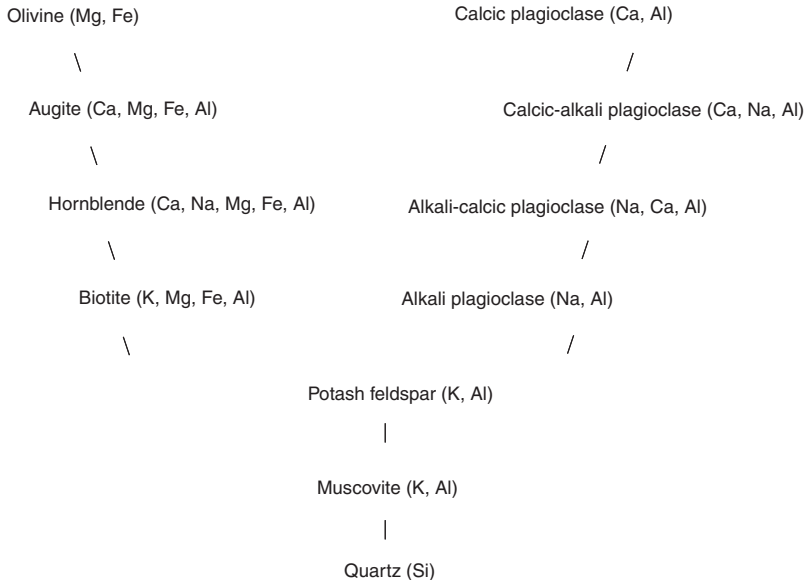 Olivine (Mg, Fe) Calcic plagioclase (Ca, Al)
\ /
Augite (Ca, Mg, Fe, Al) Calcic-alkali plagioclase (Ca, Na, Al)
\ /
Hornblende (Ca, Na, Mg, Fe, Al) Alkali-calcic plagioclase (Na, Ca, Al)
\ /
Biotite (K, Mg, Fe, Al) Alkali plagioclase (Na, Al)
\ /
Potash feldspar (K, Al)
|
Muscovite (K, Al)
|
Quartz (Si)